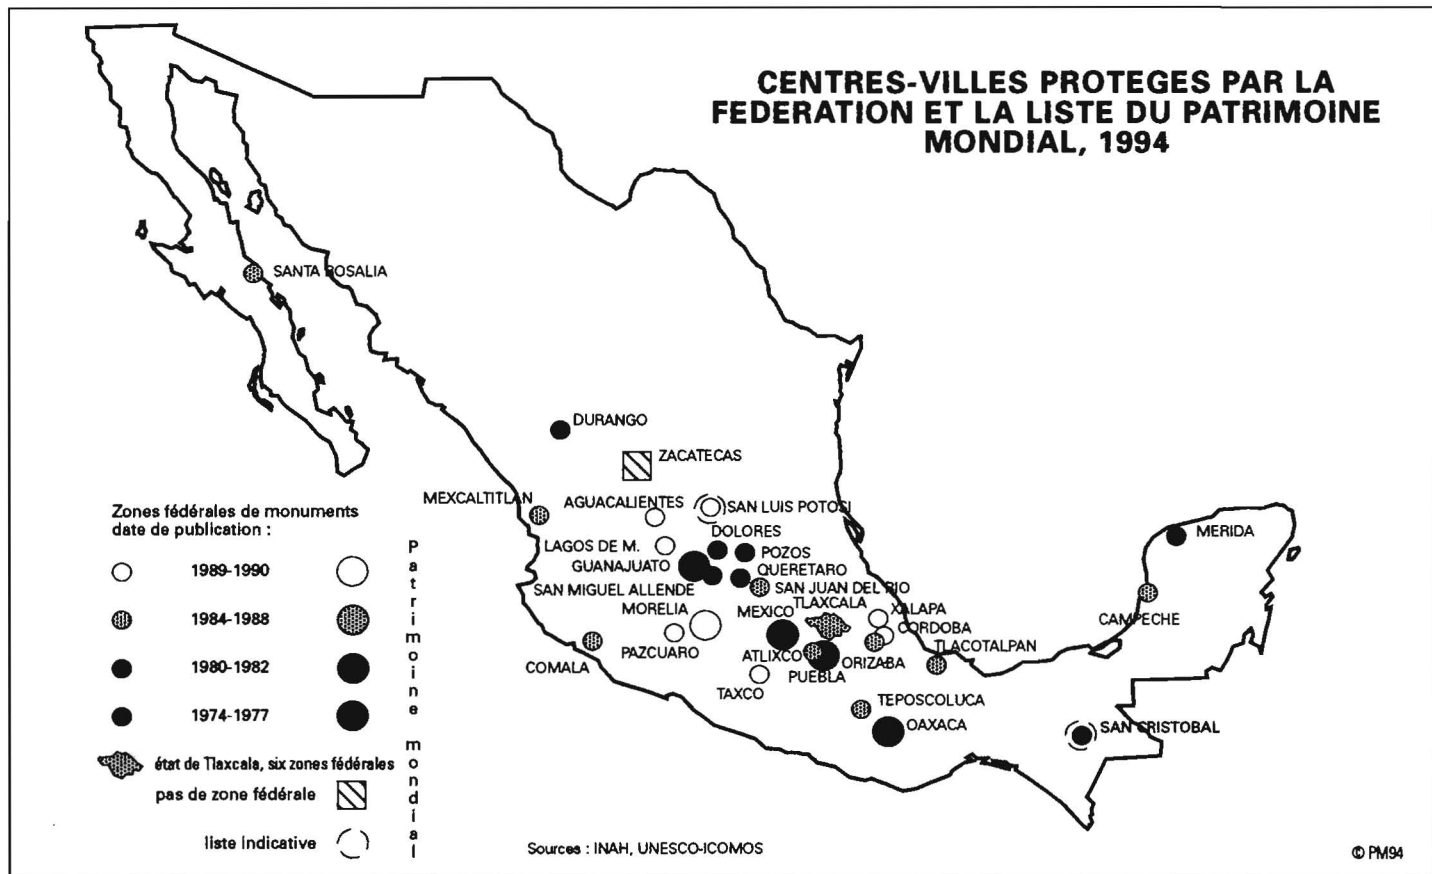 CENTRES-VILLES PROTEGES PAR LA
FEDERATION ET LA LISTE DU PATRIMOINE
MONDIAL, 1994
SANTA ROSALIA
DURANGO
ZACATECAS
MEXCALTITLAN
AGUACALIENTES
SAN LUIS POTOSI
DOLORES
LAGOS DE M.
POZOS
GUANAJUATO
QUERETARO
SAN MIGUEL ALLENDE
SAN JUAN DEL RIO
MORELIA
MEXICO
TLAXCALA
XALAPA
CORDOBA
TLACOTALPAN
PAZCUARO
ATLIXCO
ORIZABA
COMALA
PUEBLA
TAXCO
TEPOSCOLUCA
OAXACA
MERIDA
CAMPECHE
SAN CRISTOBAL
Zones fédérales de monuments
date de publication :
1989-1990
1984-1988
1980-1982
1974-1977
état de Tlaxcala, six zones fédérales
pas de zone fédérale
liste Indicative
Patrimoine mondial
Sources : INAH, UNESCO-ICOMOS
© PM94